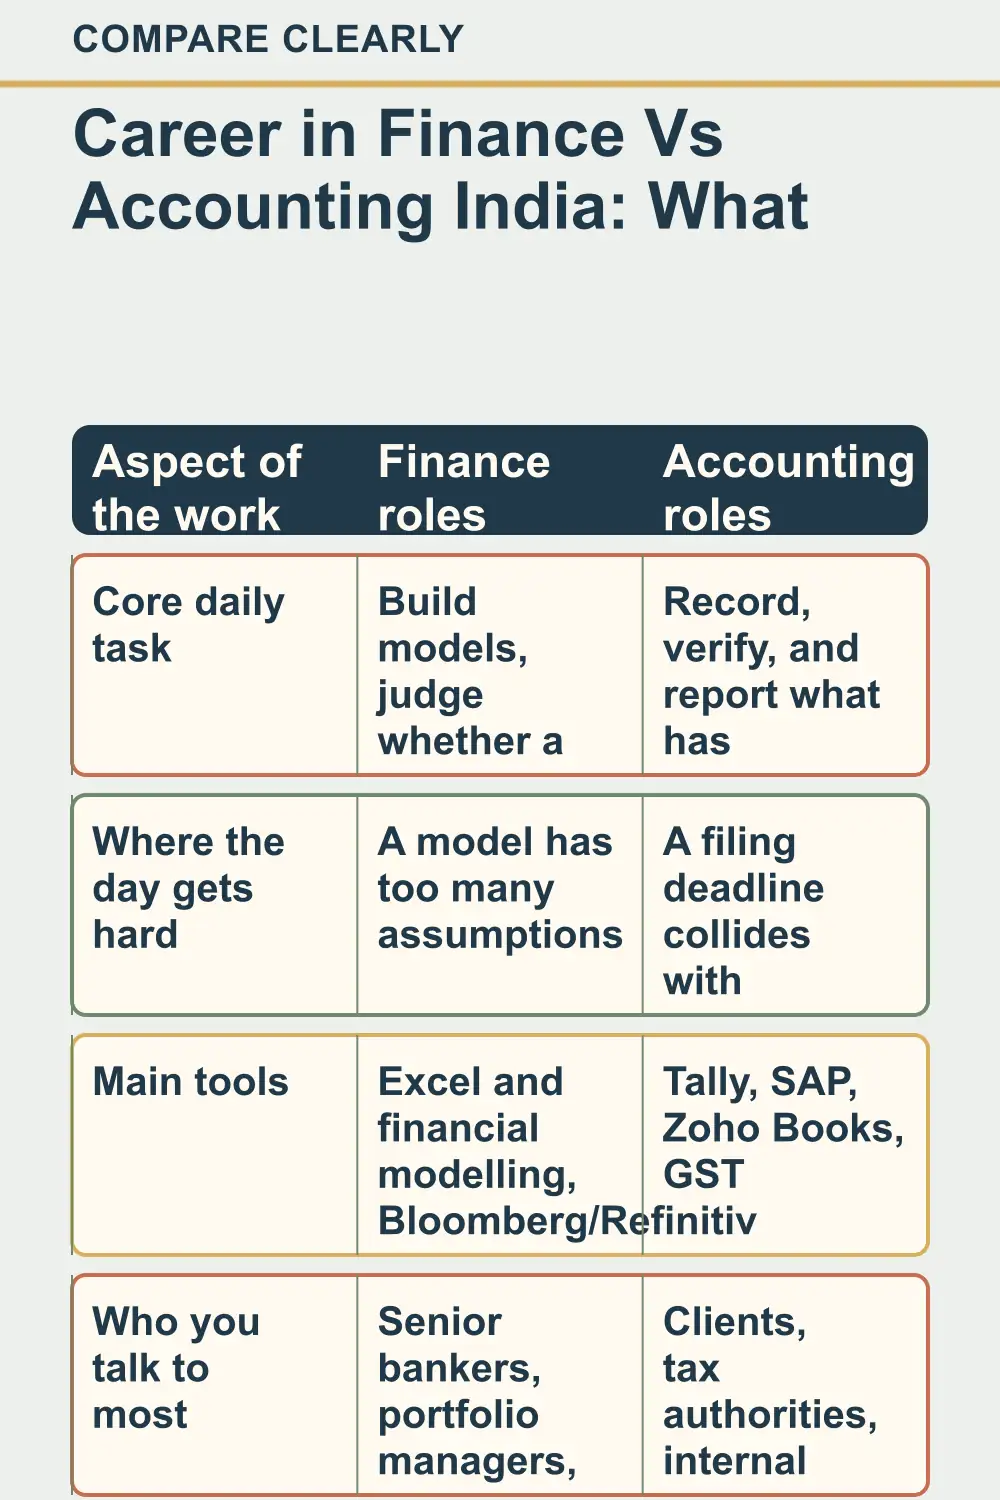 COMPARE CLEARLY
Career in Finance Vs
Accounting India: What
Aspect of
the work
Finance
roles
Accounting
roles
Core daily
task
Build
models,
judge
whether a
Record,
verify, and
report what
has
Where the
day gets
hard
A model has
too many
assumptions
A filing
deadline
collides
with
Main tools
Excel and
financial
modelling,
Bloomberg/Refinitiv
Tally, SAP,
Zoho Books,
GST
Who you
talk to
most
Senior
bankers,
portfolio
managers,
Clients,
tax
authorities,
internal